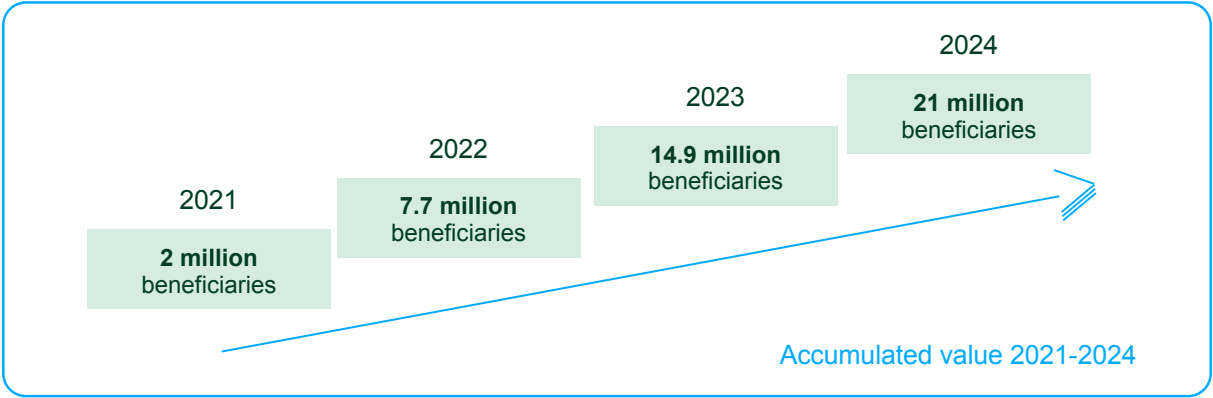 2021
2 million
beneficiaries
2022
7.7 million
beneficiaries
2023
14.9 million
beneficiaries
2024
21 million
beneficiaries
Accumulated value 2021-2024